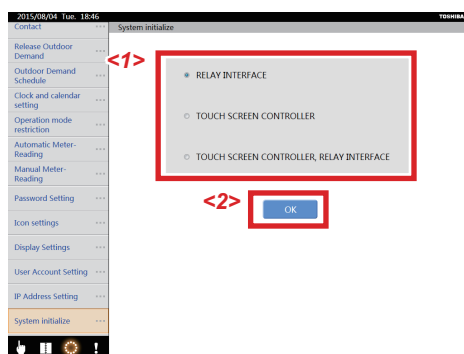 2015/08/04 Tue. 18:46
TOSHIBA
Contact
System initialize
Release Outdoor
Demand
Outdoor Demand
Schedule
Clock and calendar
setting
Operation mode
restriction
Automatic Meter-
Reading
Manual Meter-
Reading
Password Setting
Icon settings
Display Settings
User Account Setting
IP Address Setting
System initialize
<1>
RELAY INTERFACE
TOUCH SCREEN CONTROLLER
TOUCH SCREEN CONTROLLER, RELAY INTERFACE
<2>
OK